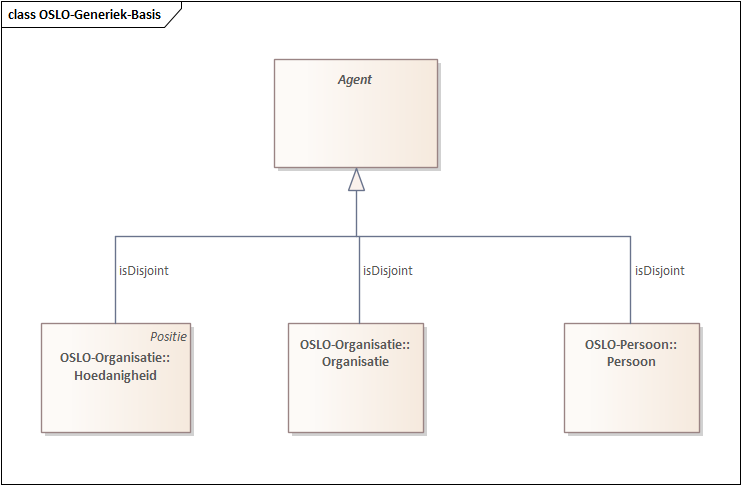 class OSLO-Generiek-Basis
Agent
isDisjoint
isDisjoint
isDisjoint
Positie
OSLO-Organisatie::
Hoedanigheid
OSLO-Organisatie::
Organisatie
OSLO-Persoon::
Persoon